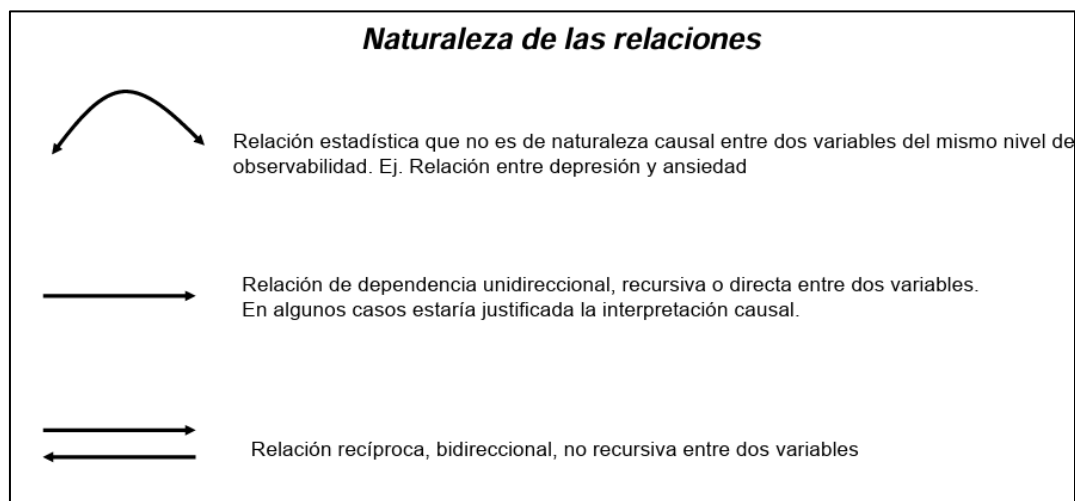 Naturaleza de las relaciones
Relación estadística que no es de naturaleza causal entre dos variables del mismo nivel de
observabilidad. Ej. Relación entre depresión y ansiedad
Relación de dependencia unidireccional, recursiva o directa entre dos variables.
En algunos casos estaría justificada la interpretación causal.
Relación recíproca, bidireccional, no recursiva entre dos variables